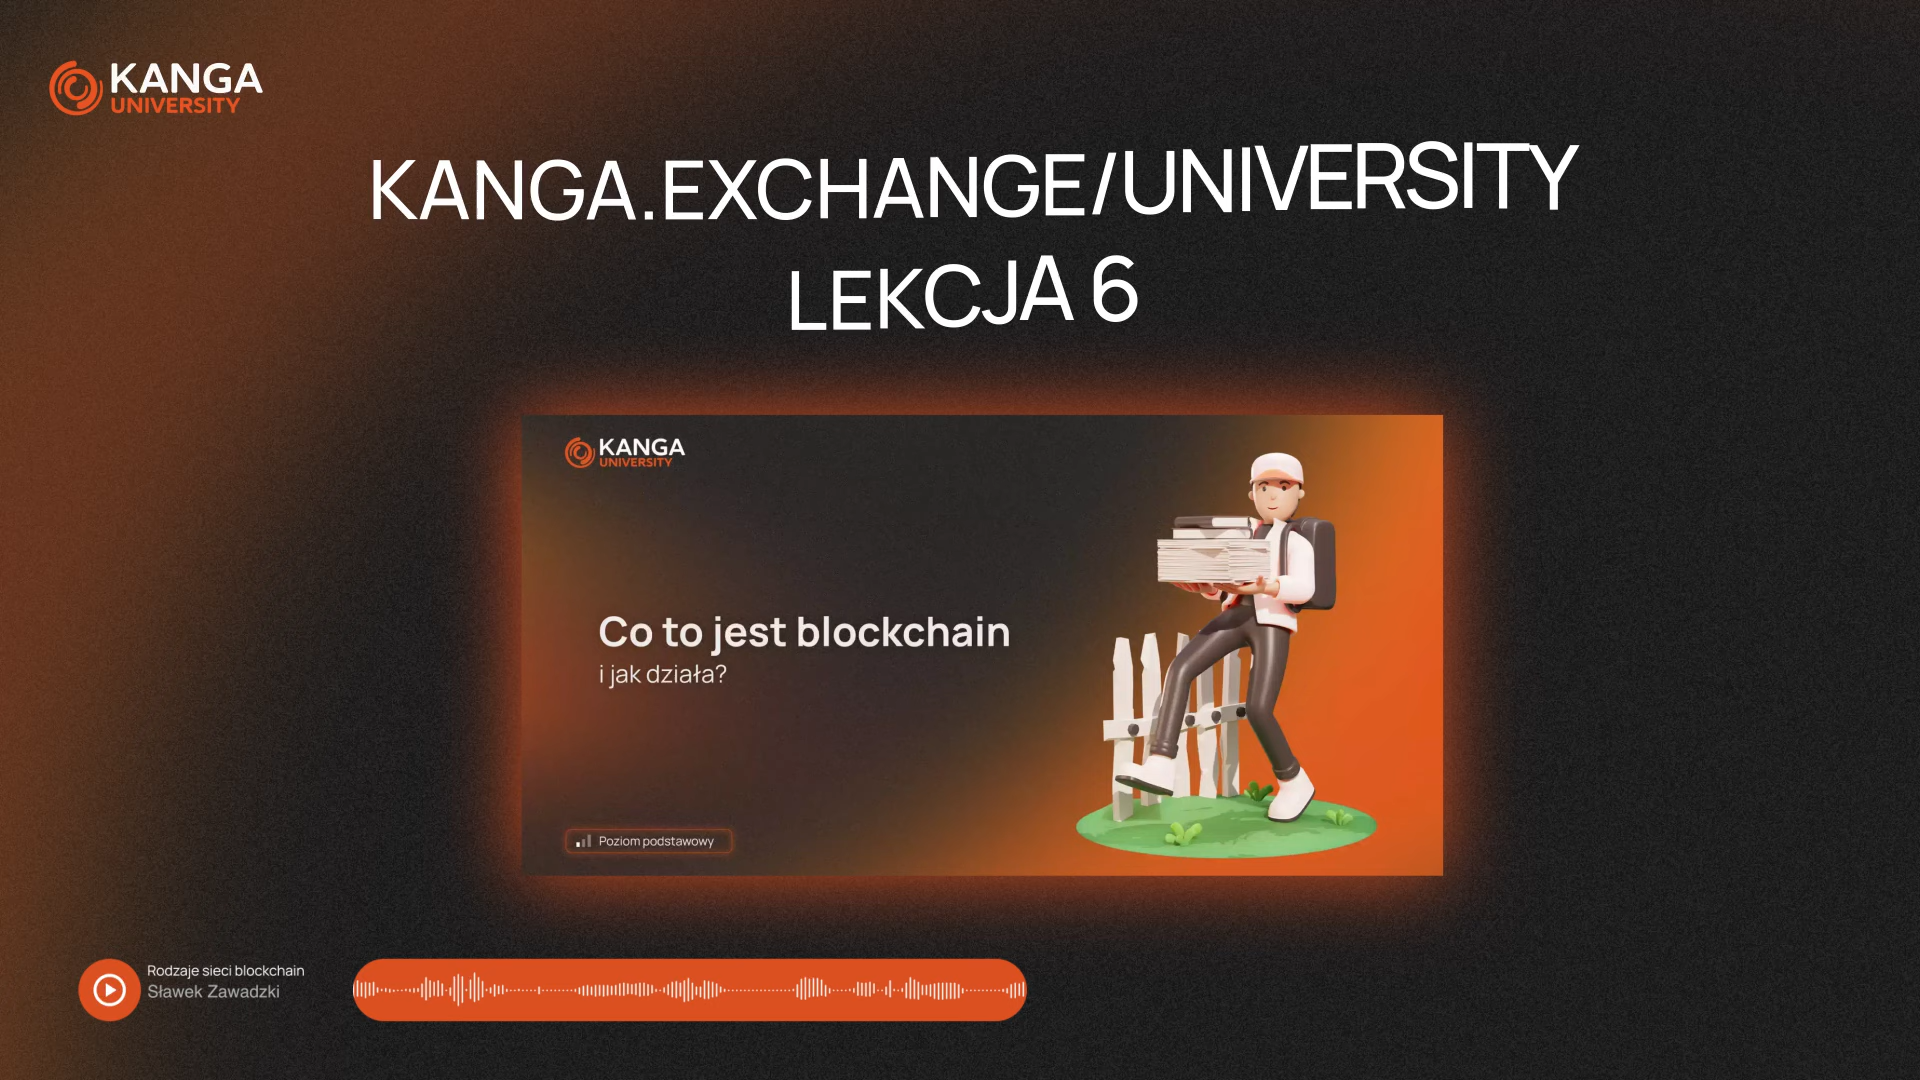 KANGA
UNIVERSITY
KANGA.EXCHANGE/UNIVERSITY
LEKCJA 6
KANGA
UNIVERSITY
Co to jest blockchain
i jak działa?
Poziom podstawowy
Rodzaje sieci blockchain
Sławek Zawadzki